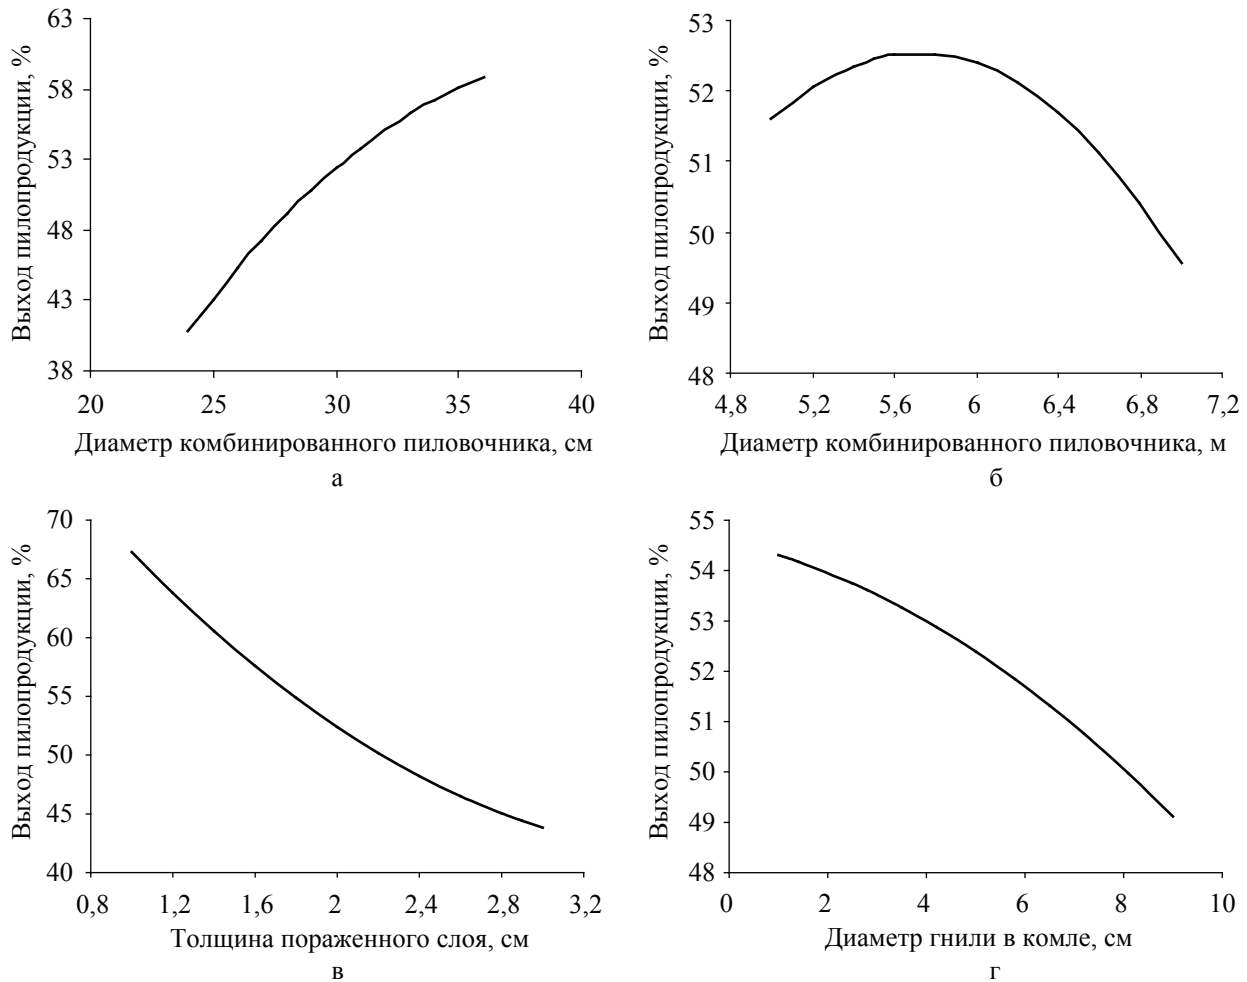 Выход пилопродукции, %
63
58
53
48
43
38
20 25 30 35 40
Диаметр комбинированного пиловочника, см
а
Выход пилопродукции, %
53
52
51
50
49
48
4,8 5,2 5,6 6 6,4 6,8 7,2
Диаметр комбинированного пиловочника, м
б
Выход пилопродукции, %
70
65
60
55
50
45
40
0,8 1,2 1,6 2 2,4 2,8 3,2
Толщина пораженного слоя, см
в
Выход пилопродукции, %
55
54
53
52
51
50
49
48
0 2 4 6 8 10
Диаметр гнили в комле, см
г